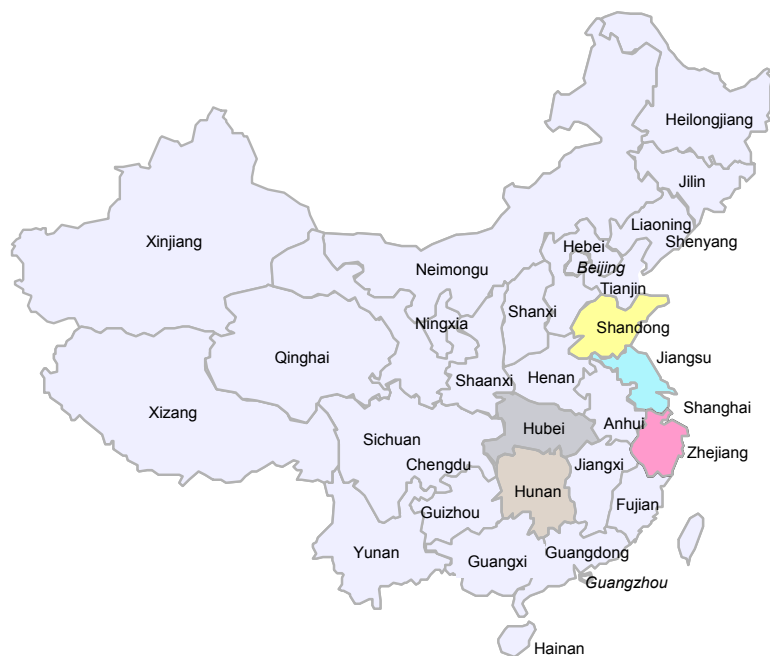 Heilongjiang
Jilin
Liaoning
Shenyang
Xinjiang
Hebei
Neimongu
Beijing
Tianjin
Ningxia
Shanxi
Shandong
Qinghai
Jiangsu
Shaanxi
Henan
Xizang
Shanghai
Hubei
Anhui
Sichuan
Zhejiang
Chengdu
Jiangxi
Hunan
Fujian
Guizhou
Yunan
Guangxi
Guangdong
Guangzhou
Hainan